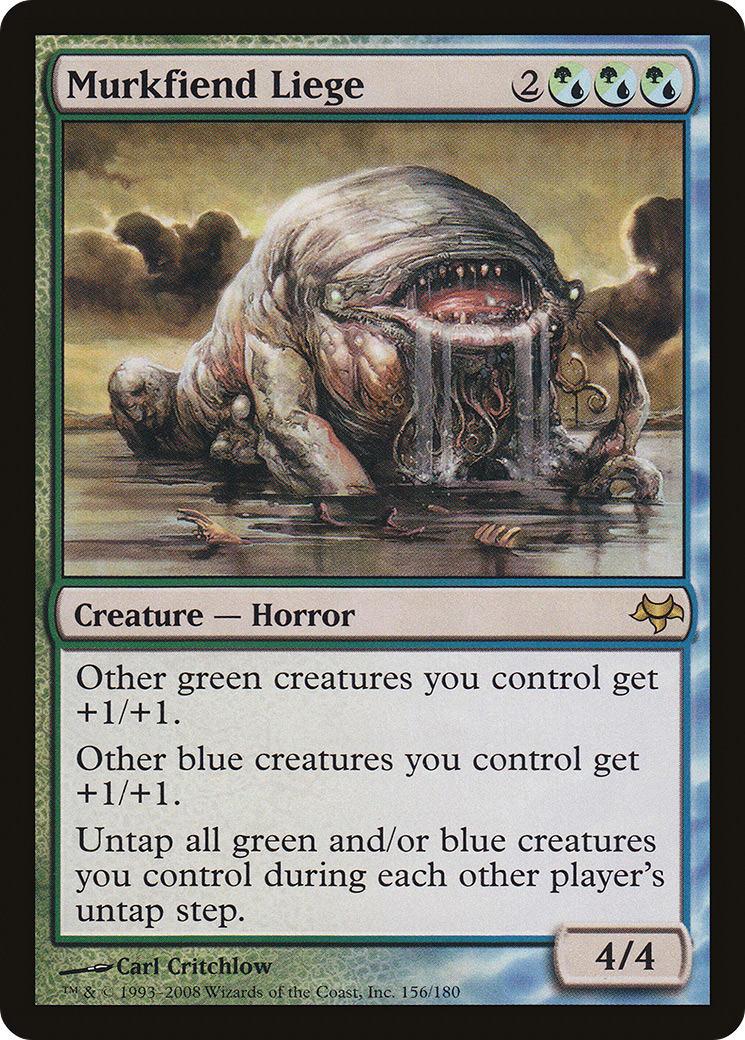 Murkfiend Liege 2
Creature — Horror
Other green creatures you control get
+1/+1.
Other blue creatures you control get
+1/+1.
Untap all green and/or blue creatures
you control during each other player's
untap step.
4/4
Carl Critchlow
™ & © 1993–2008 Wizards of the Coast, Inc. 156/180